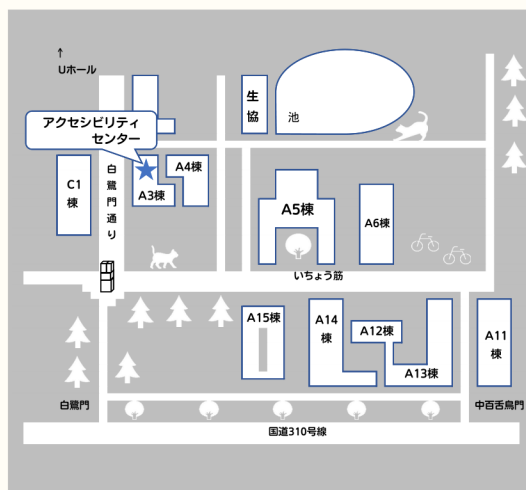 ↑
Uホール
生協
池
アクセシビリティ
センター
C1
棟
白鷺門通り
A3棟
A4棟
A5棟
A6棟
いちょう筋
A15棟
A14
棟
A12棟
A13棟
A11
棟
白鷺門
中百舌鳥門
国道310号線